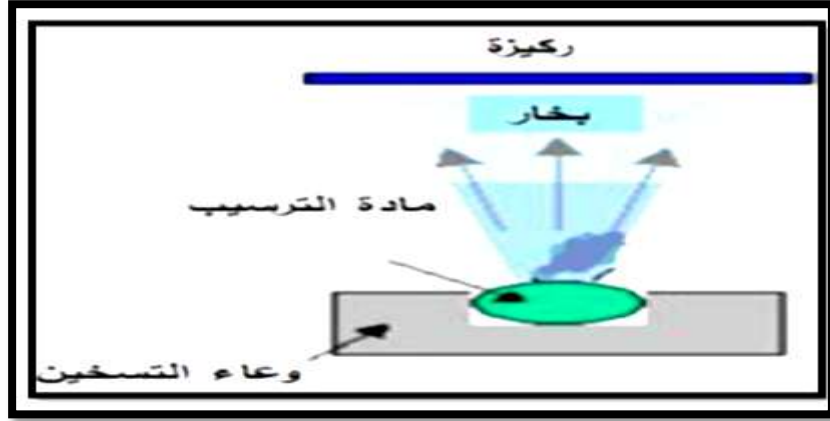 ركيزة
بخار
مادة الترسيب
وعاء التسخين